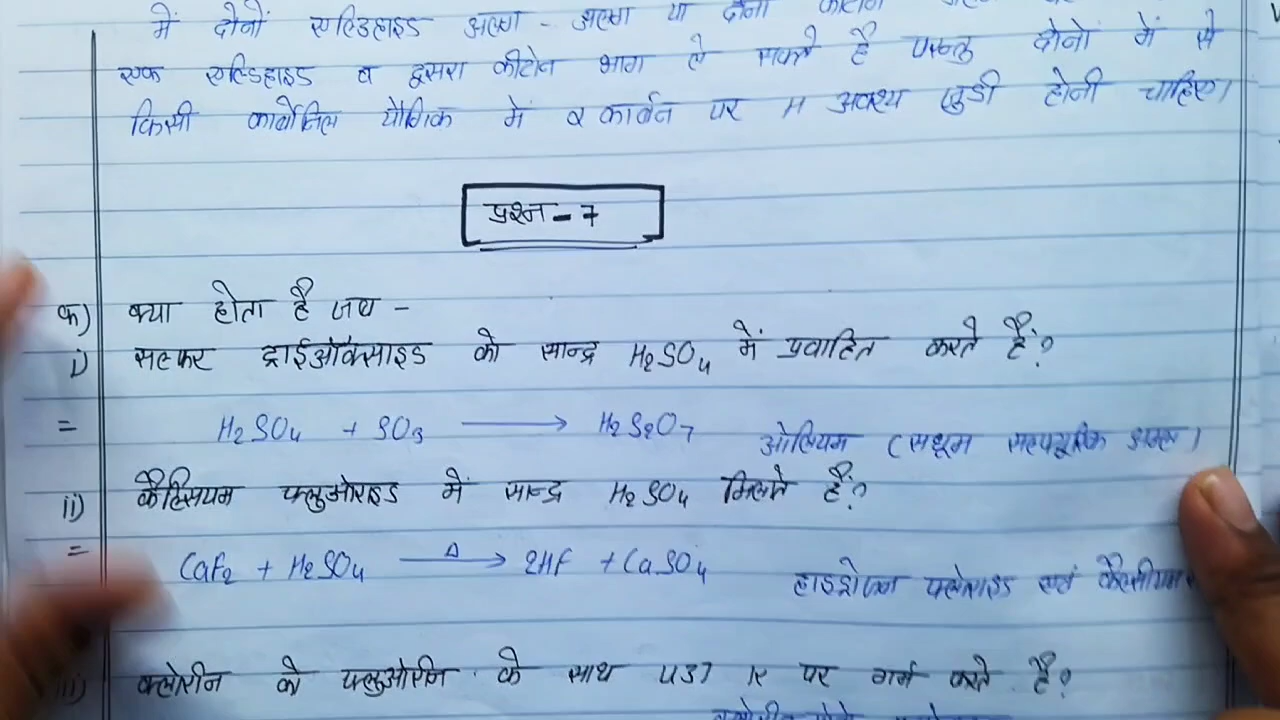 में दोनों एल्डिहाइड अलग - अलग या दोनों
एक एल्डिहाइड व दूसरा कीटोन भाग ले सकते है परन्तु दोनों में से
किसी कार्बोनिल यौगिक में α कार्बन पर H अवश्य जुडी होनी चाहिए।
प्रश्न - 7
क) क्या होता है जब -
i) सल्फर ट्राईऑक्साइड को सान्द्र H₂SO₄ में प्रवाहित करते हैं?
= H₂SO₄ + SO₃ ⟶ H₂S₂O₇ ओलियम (सधूम सल्फ्यूरिक अम्ल)
ii) कैल्सियम फ्लुओराइड में सान्द्र H₂SO₄ मिलाते हैं?
= CaF₂ + H₂SO₄ —Δ→ 2HF + CaSO₄ हाइड्रोजन फ्लोराइड एवं
iii) क्लोरीन को फ्लुओरीन के साथ 437 K पर गर्म करते है?